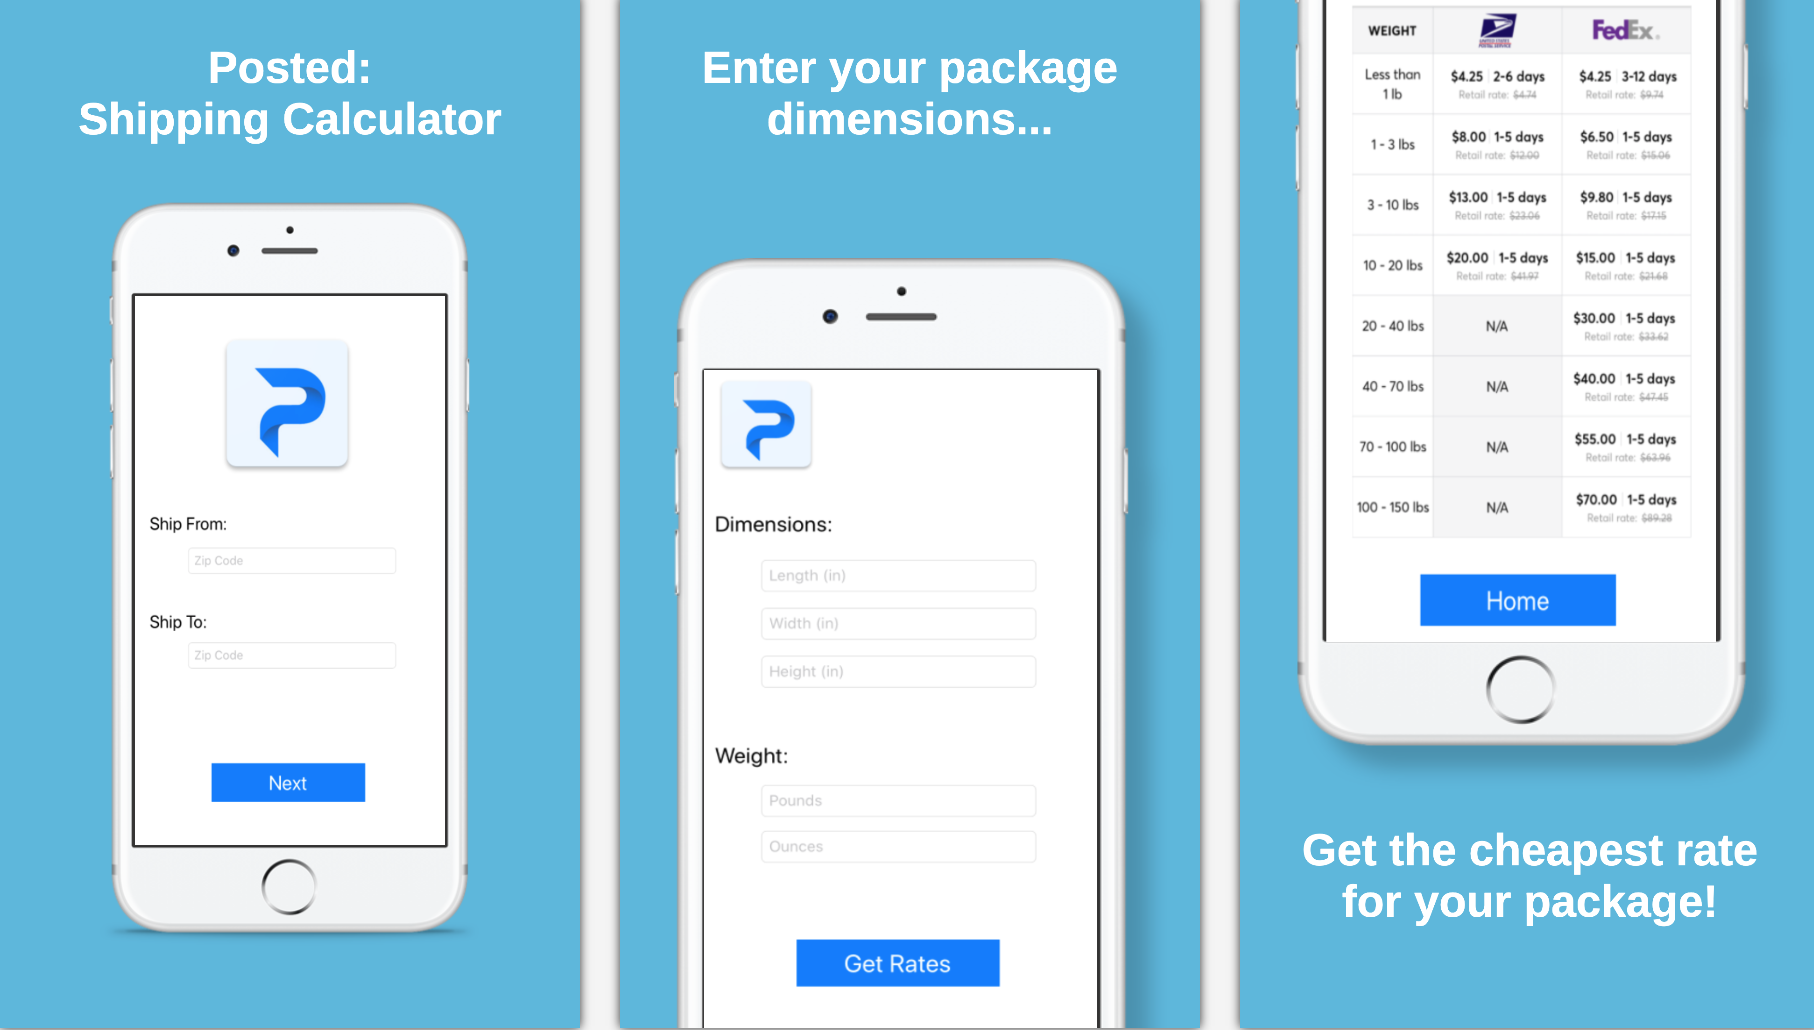 Posted:
Shipping Calculator
Ship From:
Zip Code
Ship To:
Zip Code
Next
Enter your package
dimensions...
Dimensions:
Length (in)
Width (in)
Height (in)
Weight:
Pounds
Ounces
Get Rates
WEIGHT UNITED STATES POSTAL SERVICE FedEx.
Less than
1 lb
$4.25 | 2-6 days
Retail rate: $4.74
$4.25 | 3-12 days
Retail rate: $9.74
1 - 3 lbs
$8.00 | 1-5 days
Retail rate: $12.00
$6.50 | 1-5 days
Retail rate: $15.06
3 - 10 lbs
$13.00 | 1-5 days
Retail rate: $23.06
$9.80 | 1-5 days
Retail rate: $17.15
10 - 20 lbs
$20.00 | 1-5 days
Retail rate: $41.97
$15.00 | 1-5 days
Retail rate: $21.68
20 - 40 lbs
N/A
$30.00 | 1-5 days
Retail rate: $33.62
40 - 70 lbs
N/A
$40.00 | 1-5 days
Retail rate: $47.45
70 - 100 lbs
N/A
$55.00 | 1-5 days
Retail rate: $63.96
100 - 150 lbs
N/A
$70.00 | 1-5 days
Retail rate: $89.28
Home
Get the cheapest rate
for your package!